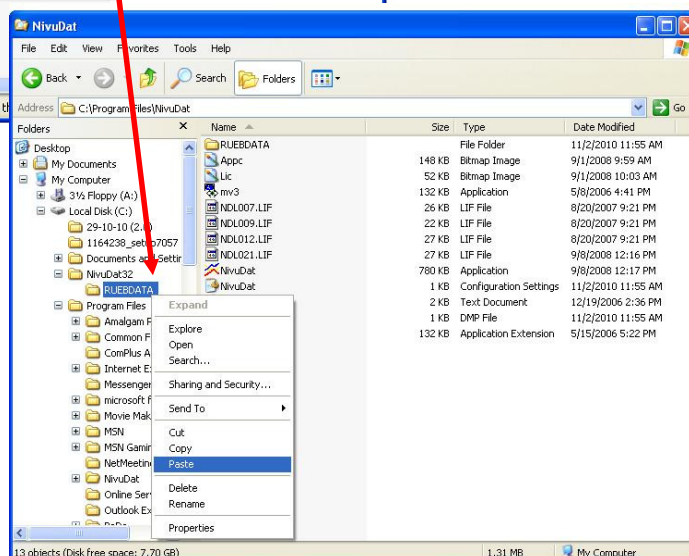 NivuDat
File Edit View Favorites Tools Help
Back Search Folders
Address C:\Program Files\NivuDat Go
Folders X Name Size Type Date Modified
Desktop
My Documents
My Computer
3½ Floppy (A:)
Local Disk (C:)
29-10-10
Documents and
NivuDat32
RUEBDATA
Program Files
Amalgam
Common
ComPlus
Internet
Messenger
microsoft
Movie
MSN
MSN
NivuDat
Online
Outlook
RUEBDATA File Folder 11/2/2010 11:55 AM
Appc 148 KB Bitmap Image 9/1/2008 9:59 AM
Lic 52 KB Bitmap Image 9/1/2008 10:03 AM
mv3 132 KB Application 5/8/2006 4:41 PM
NDL007.LIF 26 KB LIF File 8/20/2007 9:21 PM
NDL009.LIF 22 KB LIF File 8/20/2007 9:21 PM
NDL012.LIF 27 KB LIF File 8/20/2007 9:21 PM
NDL021.LIF 27 KB LIF File 9/8/2008 12:16 PM
NivuDat 780 KB Application 9/8/2008 12:17 PM
NivuDat 1 KB Configuration Settings 11/2/2010 11:55 AM
2 KB Text Document 12/19/2006 2:36 PM
1 KB DMP File 11/2/2010 11:55 AM
132 KB Application Extension 5/15/2006 5:22 PM
Expand
Explore
Open
Search...
Sharing and Security...
Send To
Cut
Copy
Paste
Delete
Rename
Properties
13 objects (Disk free space: 7.70 GB) 1.31 MB My Computer